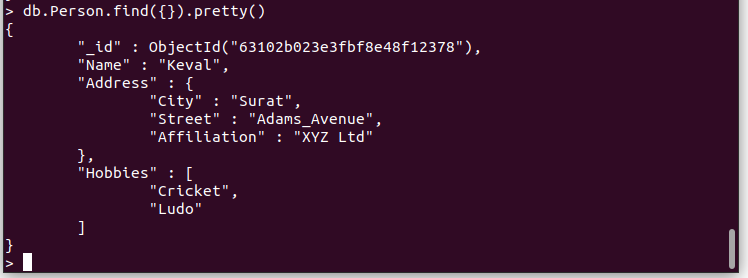 > db.Person.find({}).pretty()
{
        "_id" : ObjectId("63102b023e3fbf8e48f12378"),
        "Name" : "Keval",
        "Address" : {
                "City" : "Surat",
                "Street" : "Adams_Avenue",
                "Affiliation" : "XYZ Ltd"
        },
        "Hobbies" : [
                "Cricket",
                "Ludo"
        ]
}
>